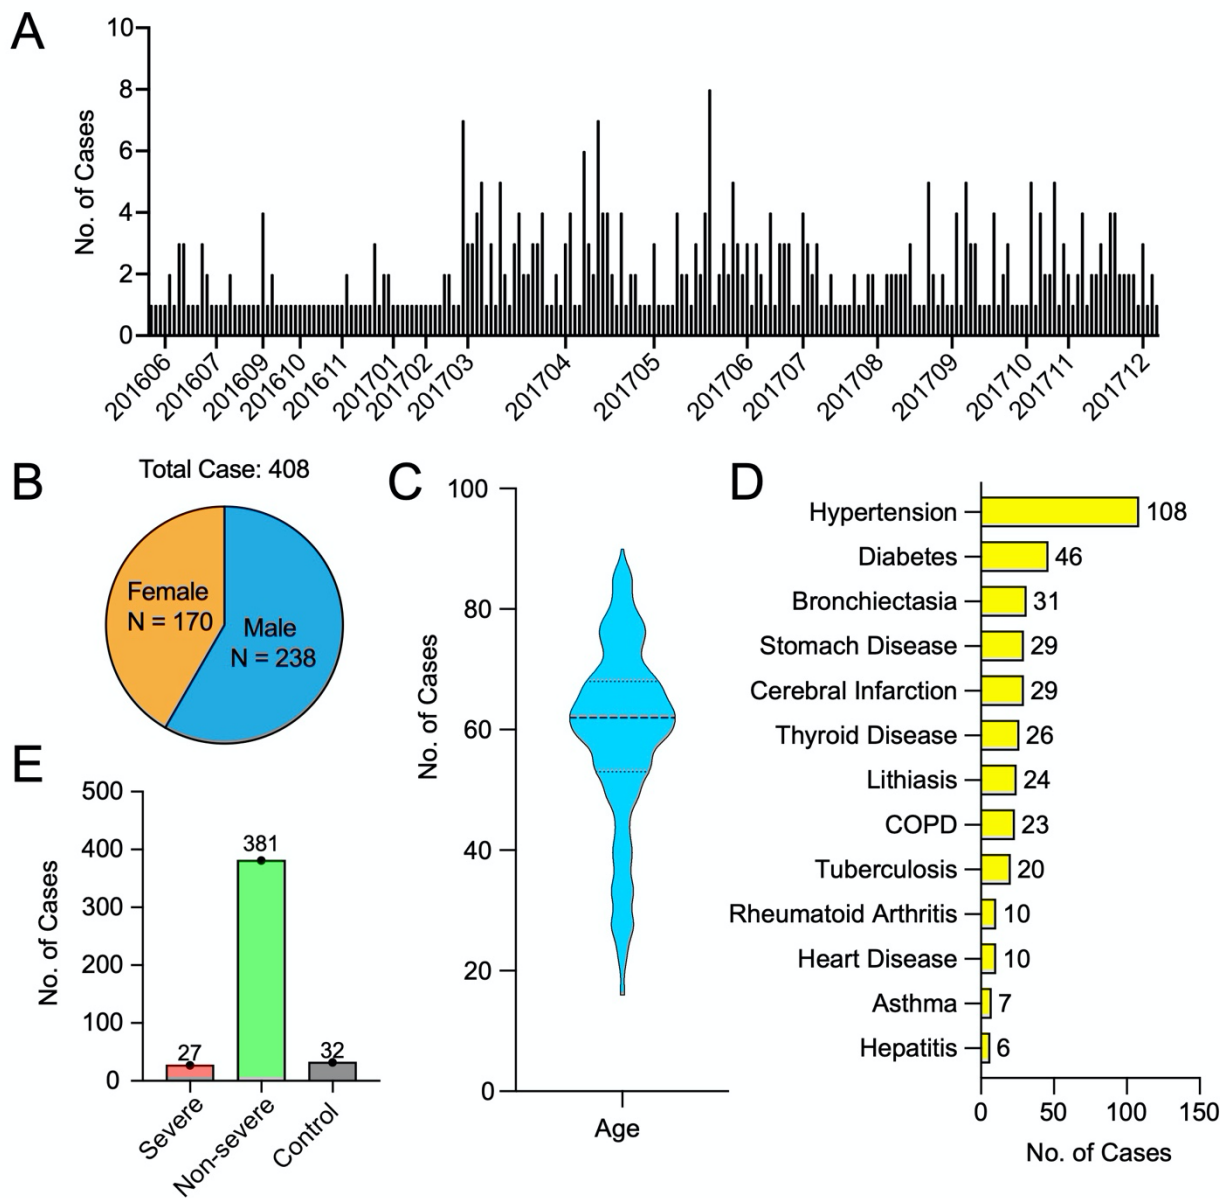 A
No. of Cases
10
8
6
4
2
0
201606
201607
201609
201610
201611
201701
201702
201703
201704
201705
201706
201707
201708
201709
201710
201711
201712
B
Total Case: 408
Female
N = 170
Male
N = 238
C
No. of Cases
100
80
60
40
20
0
Age
D
Hypertension 108
Diabetes 46
Bronchiectasia 31
Stomach Disease 29
Cerebral Infarction 29
Thyroid Disease 26
Lithiasis 24
COPD 23
Tuberculosis 20
Rheumatoid Arthritis 10
Heart Disease 10
Asthma 7
Hepatitis 6
0 50 100 150
No. of Cases
E
No. of Cases
500
400
300
200
100
0
27
381
32
Severe
Non-severe
Control